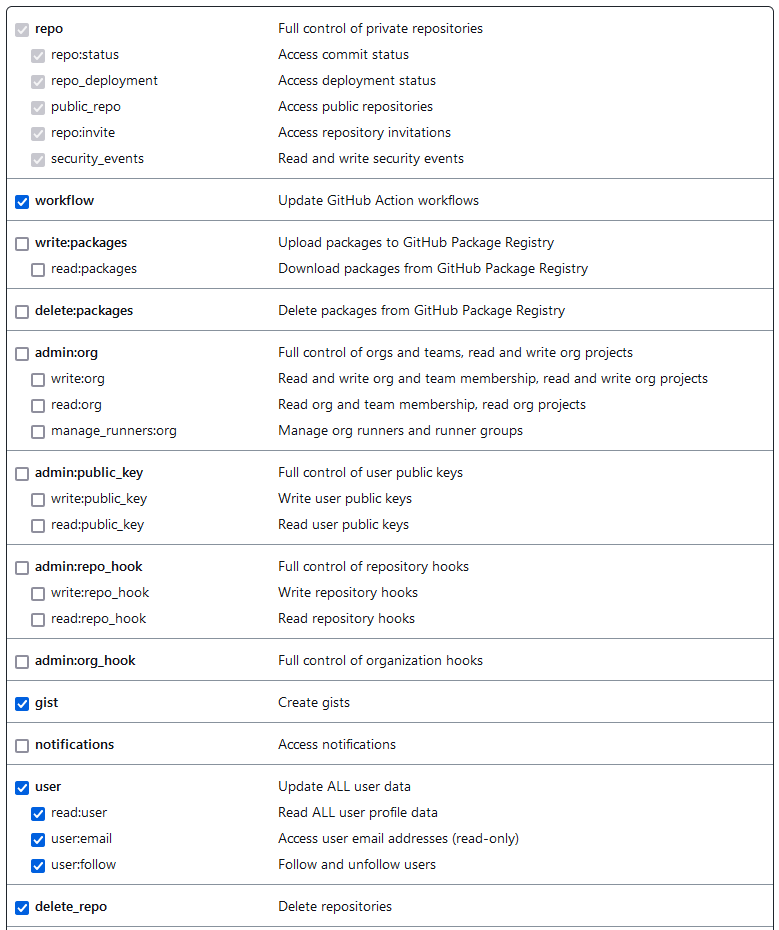 repo Full control of private repositories
repo:status Access commit status
repo_deployment Access deployment status
public_repo Access public repositories
repo:invite Access repository invitations
security_events Read and write security events
workflow Update GitHub Action workflows
write:packages Upload packages to GitHub Package Registry
read:packages Download packages from GitHub Package Registry
delete:packages Delete packages from GitHub Package Registry
admin:org Full control of orgs and teams, read and write org projects
write:org Read and write org and team membership, read and write org projects
read:org Read org and team membership, read org projects
manage_runners:org Manage org runners and runner groups
admin:public_key Full control of user public keys
write:public_key Write user public keys
read:public_key Read user public keys
admin:repo_hook Full control of repository hooks
write:repo_hook Write repository hooks
read:repo_hook Read repository hooks
admin:org_hook Full control of organization hooks
gist Create gists
notifications Access notifications
user Update ALL user data
read:user Read ALL user profile data
user:email Access user email addresses (read-only)
user:follow Follow and unfollow users
delete_repo Delete repositories